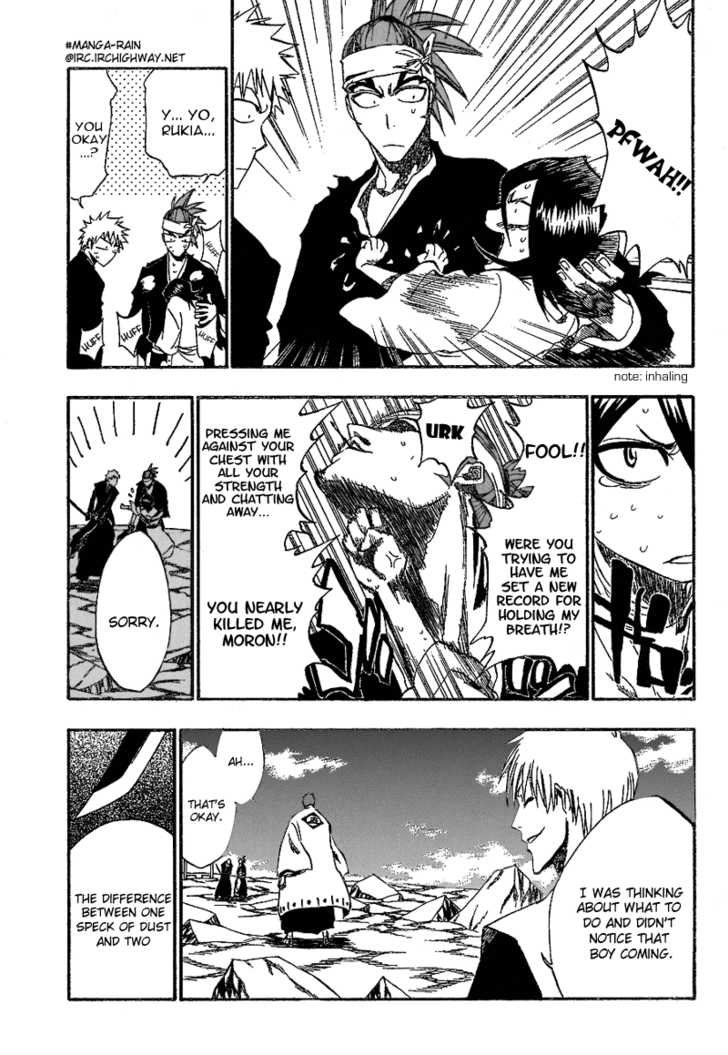 #MANGA-RAIN
@IRC.IRCHIGHWAY.NET
PFWAH!!
note: inhaling
Y... YO,
RUKIA...
YOU
OKAY
...?
HUFF
HUFF
HUFF
HUFF
HUFF
FOOL!!
URK
WERE YOU
TRYING TO
HAVE ME
SET A NEW
RECORD FOR
HOLDING MY
BREATH!?
PRESSING ME
AGAINST YOUR
CHEST WITH
ALL YOUR
STRENGTH
AND CHATTING
AWAY...
YOU NEARLY
KILLED ME,
MORON!!
SORRY.
I WAS THINKING
ABOUT WHAT TO
DO AND DIDN'T
NOTICE THAT
BOY COMING.
AH...
THAT'S
OKAY.
THE DIFFERENCE
BETWEEN ONE
SPECK OF DUST
AND TWO